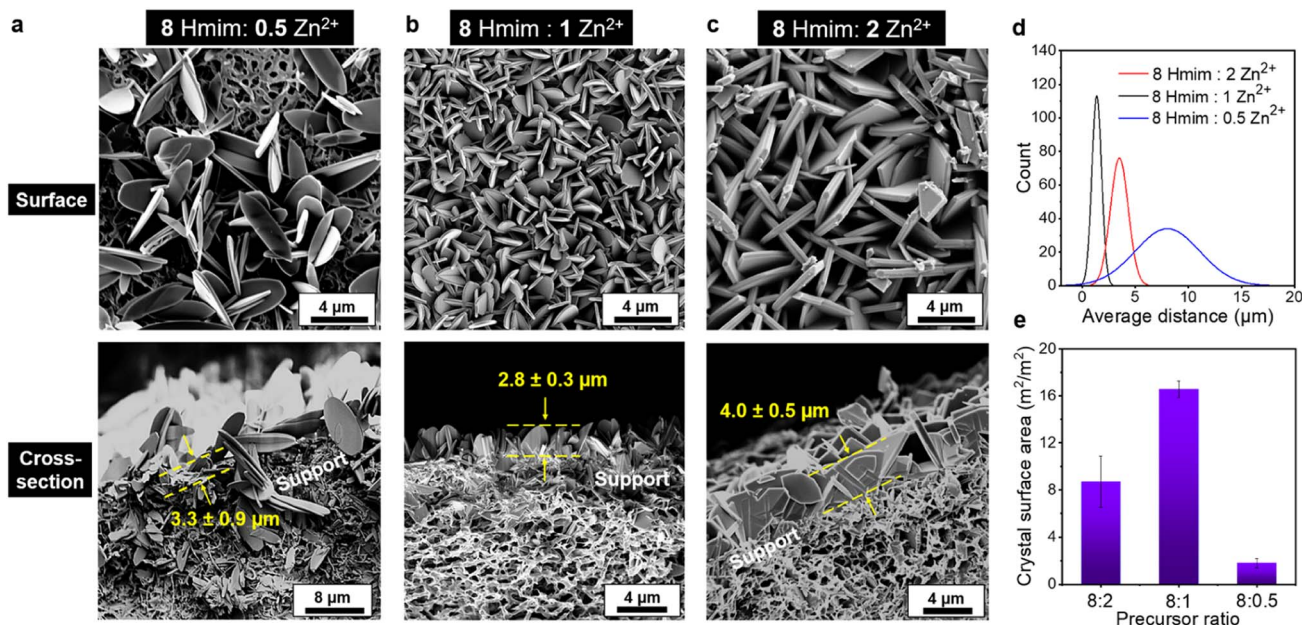 a
8 Hmim: 0.5 Zn²⁺
b
8 Hmim : 1 Zn²⁺
c
8 Hmim: 2 Zn²⁺
Surface
4 µm
4 µm
4 µm
Cross-
section
3.3 ± 0.9 µm
Support
8 µm
2.8 ± 0.3 µm
Support
4 µm
4.0 ± 0.5 µm
Support
4 µm
d
140
120
100
80
60
40
20
0
Count
8 Hmim : 2 Zn²⁺
8 Hmim : 1 Zn²⁺
8 Hmim : 0.5 Zn²⁺
0 5 10 15 20
Average distance (µm)
e
20
16
12
8
4
0
Crystal surface area (m²/m²)
8:2 8:1 8:0.5
Precursor ratio